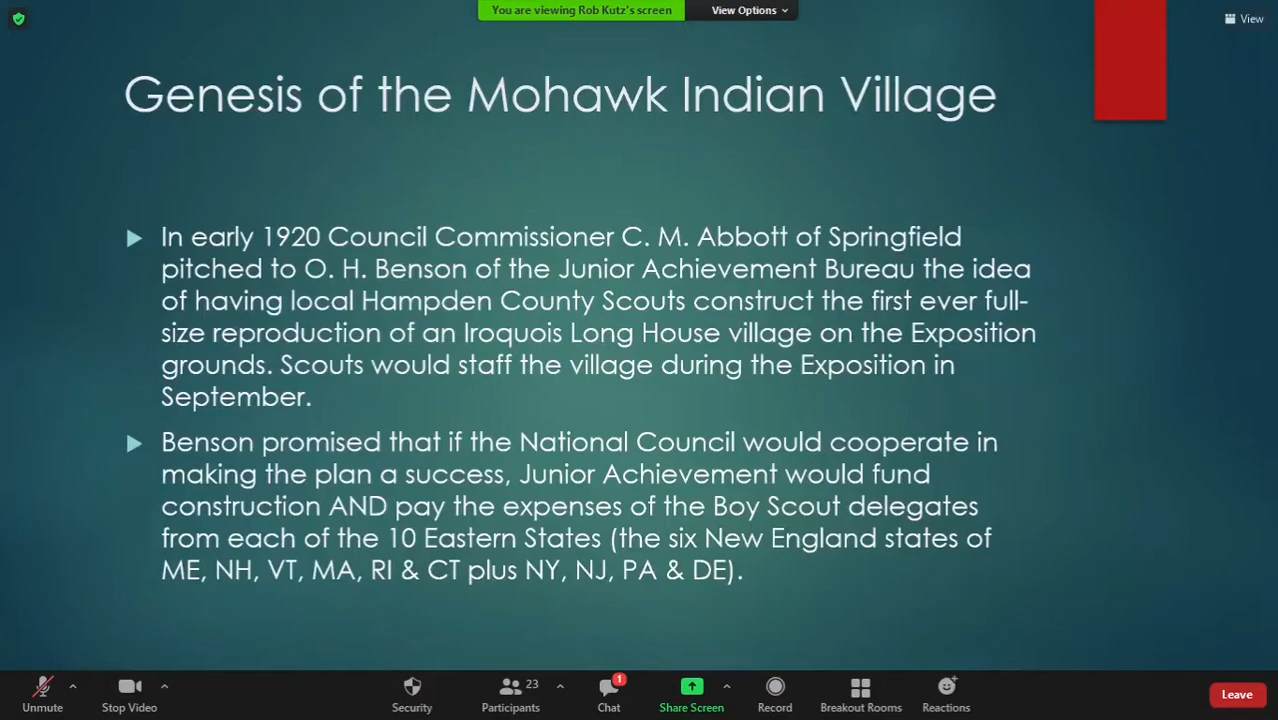 You are viewing Rob Kutz's screen
View Options
View
Genesis of the Mohawk Indian Village
In early 1920 Council Commissioner C. M. Abbott of Springfield
pitched to O. H. Benson of the Junior Achievement Bureau the idea
of having local Hampden County Scouts construct the first ever full-
size reproduction of an Iroquois Long House village on the Exposition
grounds. Scouts would staff the village during the Exposition in
September.
Benson promised that if the National Council would cooperate in
making the plan a success, Junior Achievement would fund
construction AND pay the expenses of the Boy Scout delegates
from each of the 10 Eastern States (the six New England states of
ME, NH, VT, MA, RI & CT plus NY, NJ, PA & DE).
23
1
Unmute
Stop Video
Security
Participants
Chat
Share Screen
Record
Breakout Rooms
Reactions
Leave